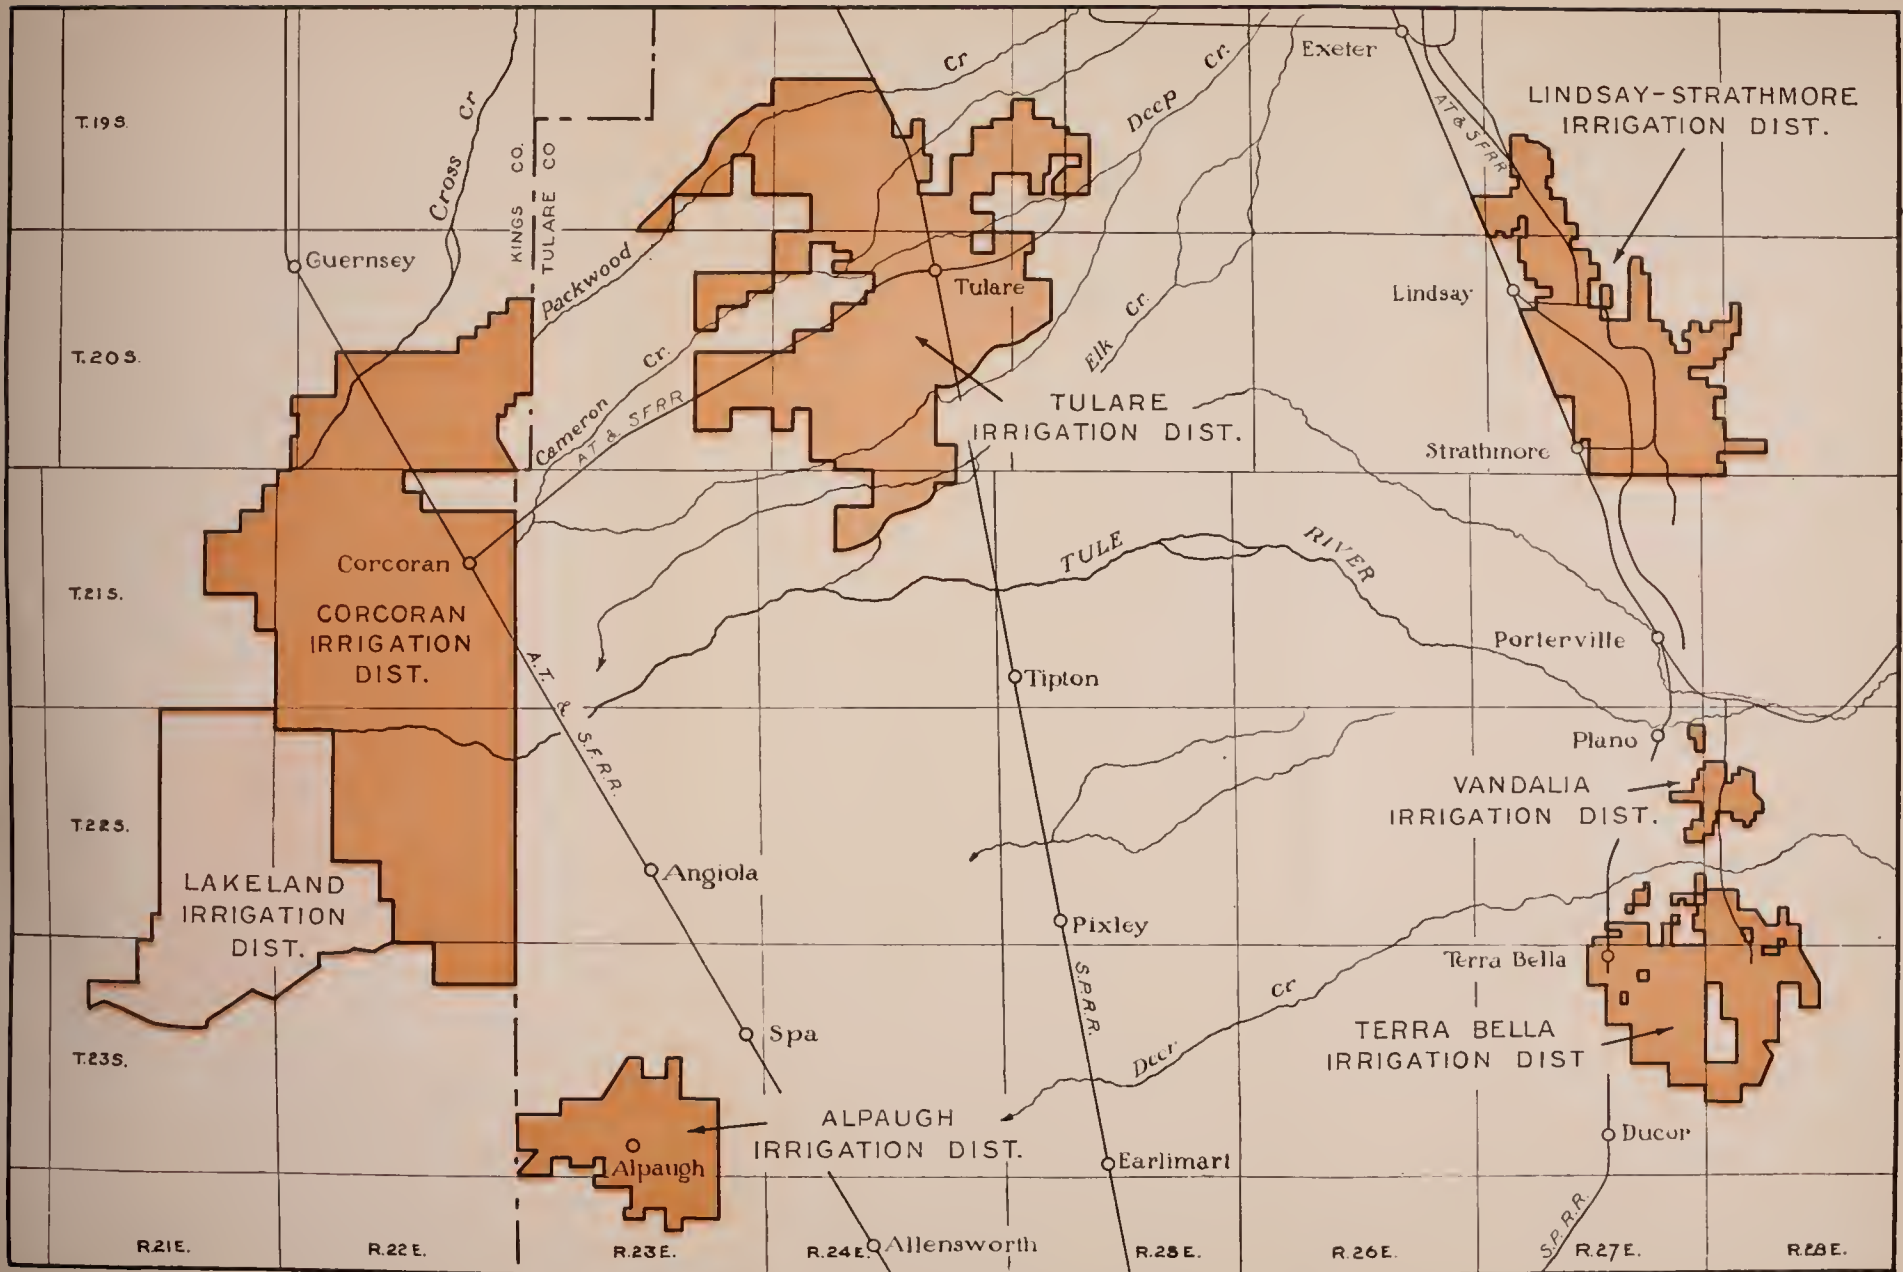 Exeter
LINDSAY-STRATHMORE
IRRIGATION DIST.
T.19S.
Cross Cr
KINGS CO.
TULARE CO
Cr
Deep Cr.
AT & SFRR
Guernsey
Packwood
Tulare
Lindsay
T.20S.
Cameron Cr.
AT & SFRR
Elk Cr.
TULARE
IRRIGATION DIST.
Strathmore
Corcoran
CORCORAN
IRRIGATION
DIST.
T.21S.
TULE RIVER
A.T. & S.F.R.R.
Tipton
Porterville
Plano
VANDALIA
IRRIGATION DIST.
T.22S.
LAKELAND
IRRIGATION
DIST.
Angiola
Pixley
S.P.R.R.
Terra Bella
TERRA BELLA
IRRIGATION DIST
T.23S.
Spa
Deer Cr
ALPAUGH
IRRIGATION DIST.
Alpaugh
Earlimart
Ducor
S.P.R.R.
Allensworth
R.21E.
R.22E.
R.23E.
R.24E.
R.25E.
R.26E.
R.27E.
R.28E.